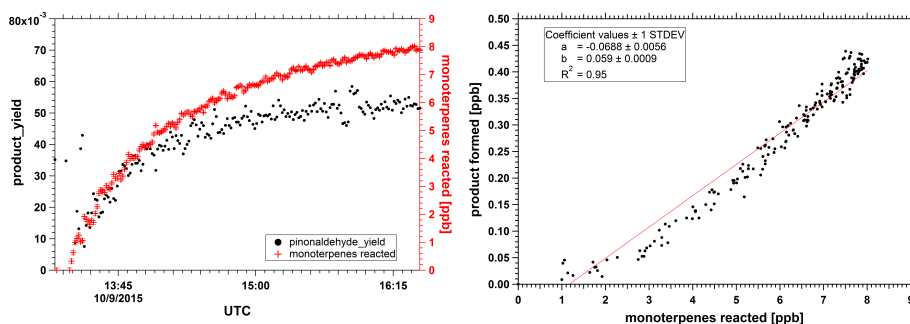 80x10⁻³
70
60
50
40
30
20
10
0
product_yield
13:45
10/9/2015
15:00
16:15
UTC
9
8
7
6
5
4
3
2
1
0
monoterpenes reacted [ppb]
pinonaldehyde_yield
monoterpenes reacted
0.50
0.45
0.40
0.35
0.30
0.25
0.20
0.15
0.10
0.05
0.00
product formed [ppb]
Coefficient values ± 1 STDEV
a = -0.0688 ± 0.0056
b = 0.059 ± 0.0009
R² = 0.95
0 1 2 3 4 5 6 7 8 9
monoterpenes reacted [ppb]